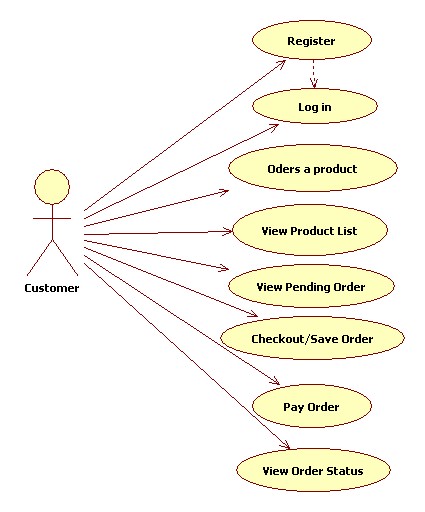 Register
Log in
Oders a product
View Product List
View Pending Order
Customer
Checkout/Save Order
Pay Order
View Order Status